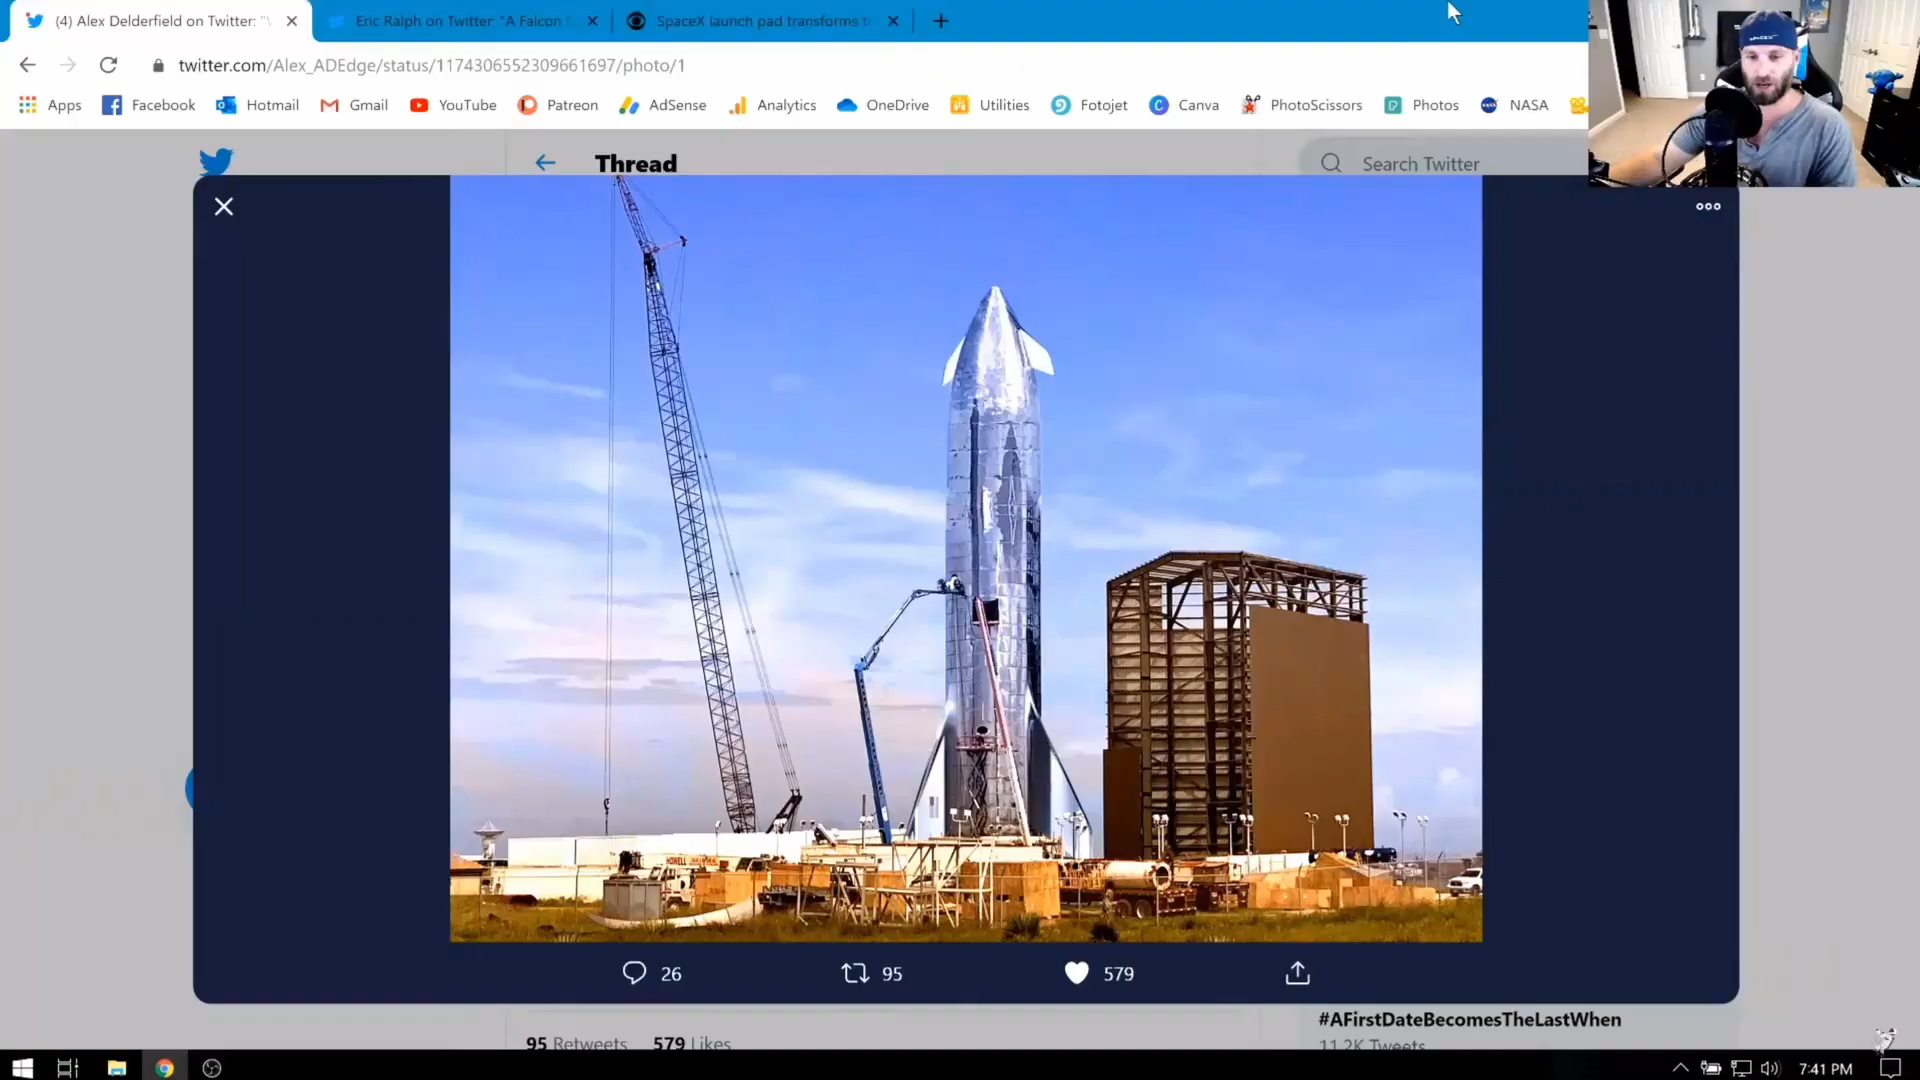 (4) Alex Delderfield on Twitter: "
Eric Ralph on Twitter: "A Falcon
SpaceX launch pad transforms
twitter.com/Alex_ADEdge/status/1174306552309661697/photo/1
Apps Facebook Hotmail Gmail YouTube Patreon AdSense Analytics OneDrive Utilities Fotojet Canva PhotoScissors Photos NASA
Thread
Search Twitter
HOWELL
26 95 579
95 Retweets 579 Likes
#AFirstDateBecomesTheLastWhen
11.2K Tweets
7:41 PM